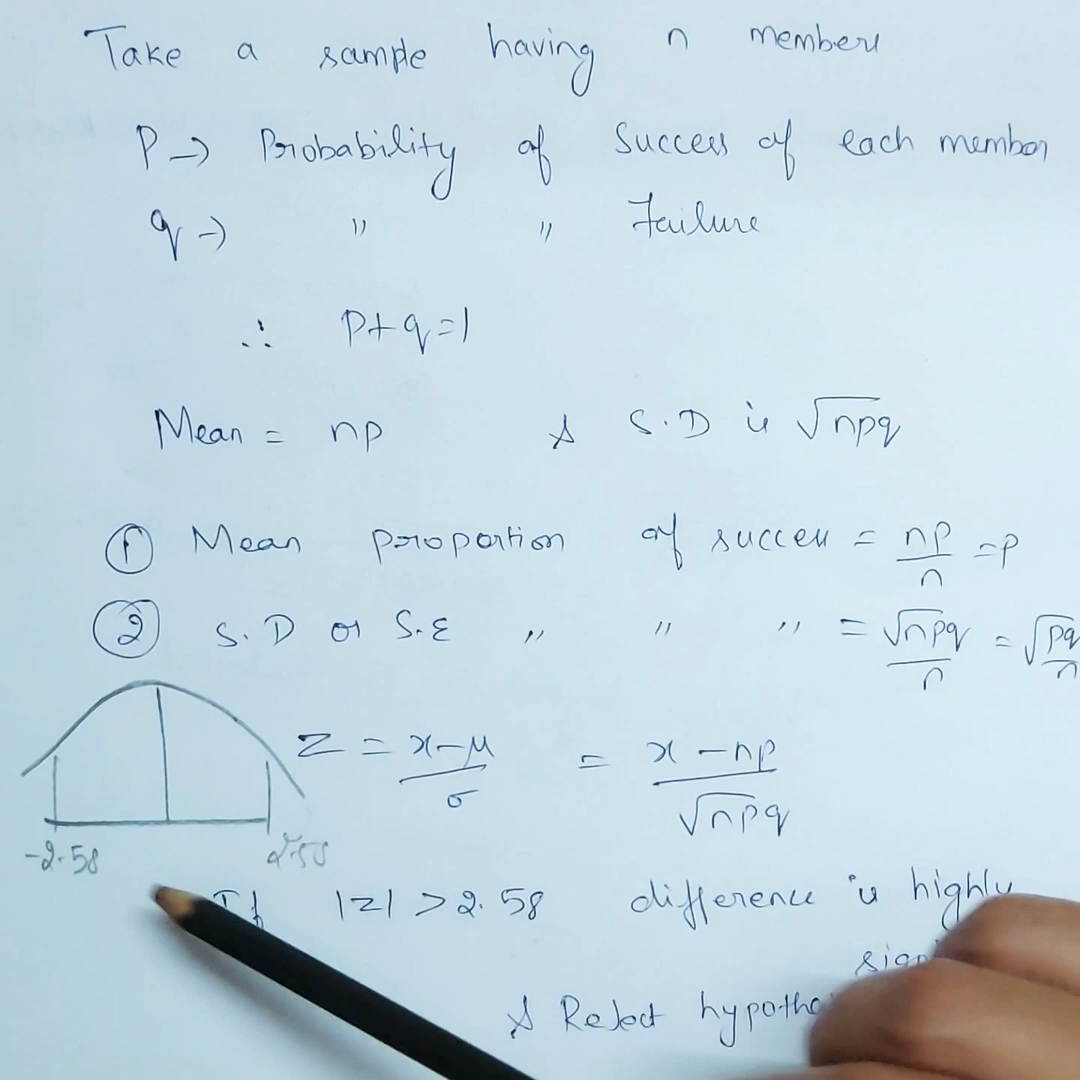 Take a sample having n members
P → Probability of Success of each member
q → " " Failure
∴ p+q=1
Mean = np & S.D is √npq
① Mean proportion of success = np/n = p
② S.D or S.E " " " = √npq/n = √pq/n
Z = x-μ/σ = x-np/√npq
-2.58 2.58
If |z| > 2.58 difference is highly
& Reject